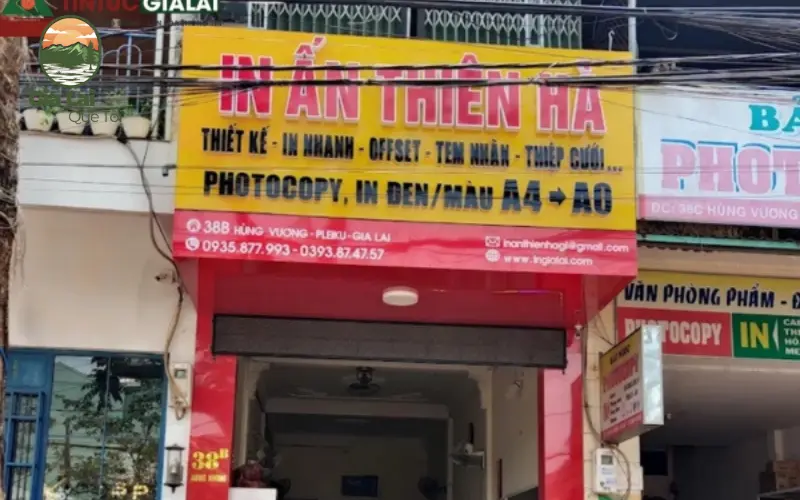 TIN TỨC GIALAI
Quê Tôi
IN ẤN THIÊN HÀ
THIẾT KẾ - IN NHANH - OFFSET - TEM NHÃN - THIỆP CƯỚI...
PHOTOCOPY, IN ĐEN/MÀU A4 → A0
38B HÙNG VƯƠNG - PLEIKU - GIA LAI
0935.877.993 - 0393.87.47.57
inanthienhagl@gmail.com
www.ingialai.com
38B
PHOTO
ĐC: 38C HÙNG VƯƠNG
VĂN PHÒNG PHẨM -
PHOTOCOPY
IN